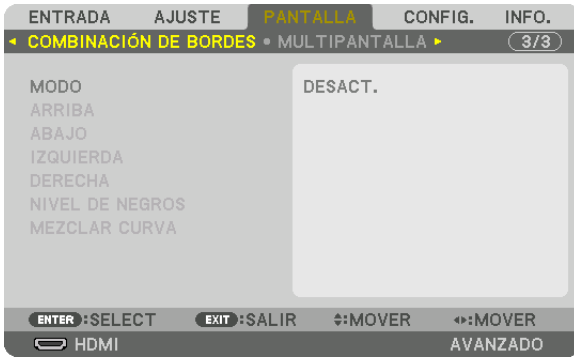 ENTRADA AJUSTE PANTALLA CONFIG. INFO.
COMBINACIÓN DE BORDES • MULTIPANTALLA 3/3
MODO DESACT.
ARRIBA
ABAJO
IZQUIERDA
DERECHA
NIVEL DE NEGROS
MEZCLAR CURVA
ENTER :SELECT EXIT :SALIR :MOVER :MOVER
HDMI AVANZADO